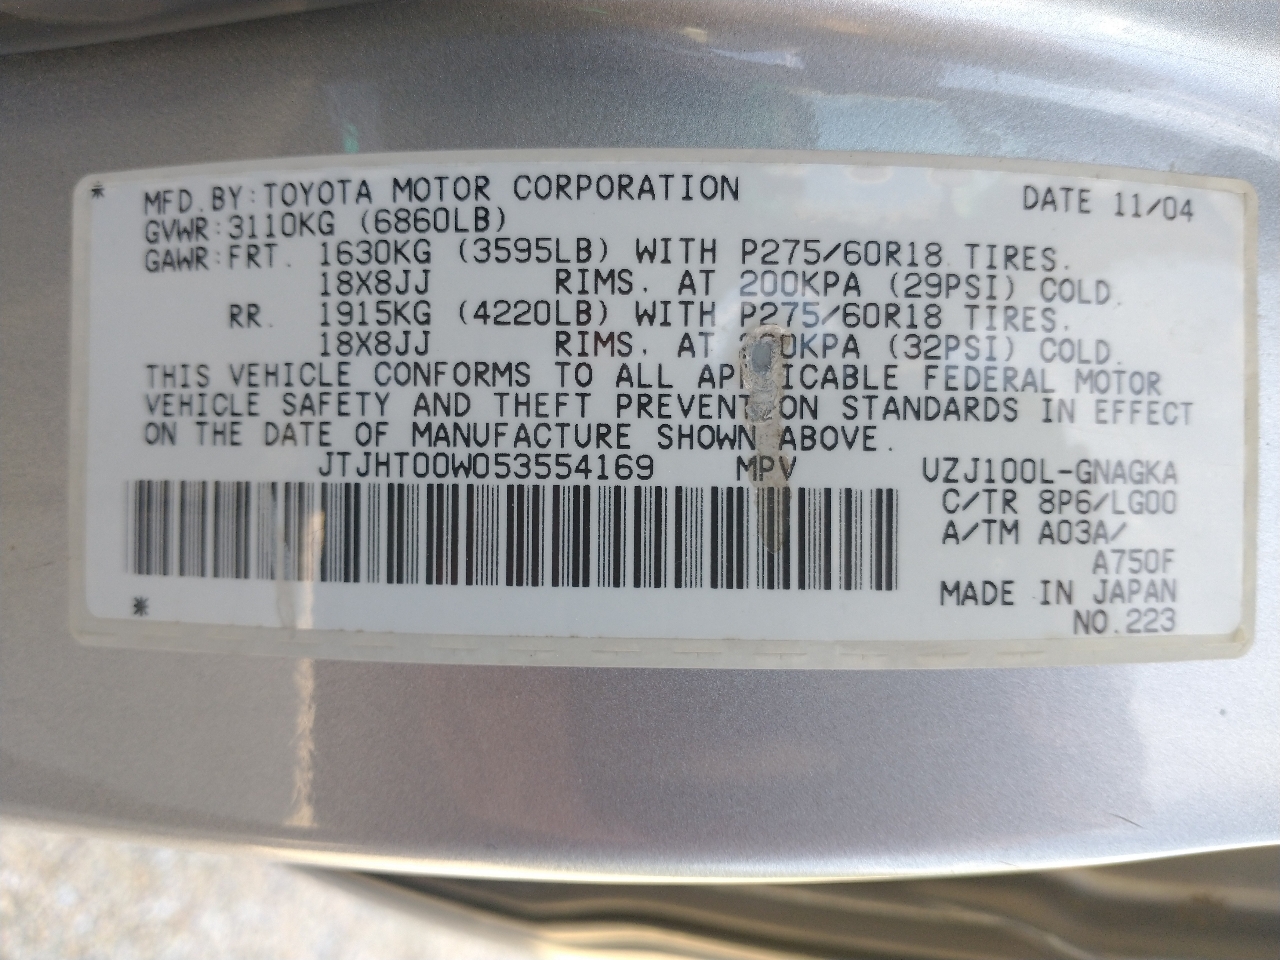 * MFD. BY: TOYOTA MOTOR CORPORATION DATE 11/04
GVWR: 3110KG (6860LB)
GAWR: FRT. 1630KG (3595LB) WITH P275/60R18 TIRES.
18X8JJ RIMS. AT 200KPA (29PSI) COLD.
RR. 1915KG (4220LB) WITH P275/60R18 TIRES.
18X8JJ RIMS. AT (32PSI) COLD.
THIS VEHICLE CONFORMS TO ALL APPLICABLE FEDERAL MOTOR
VEHICLE SAFETY AND THEFT PREVENTION STANDARDS IN EFFECT
ON THE DATE OF MANUFACTURE SHOWN ABOVE.
JTJHT00W053554169 MPV UZJ100L-GNAGKA
C/TR 8P6/LG00
A/TM A03A/
A750F
MADE IN JAPAN
* NO.223